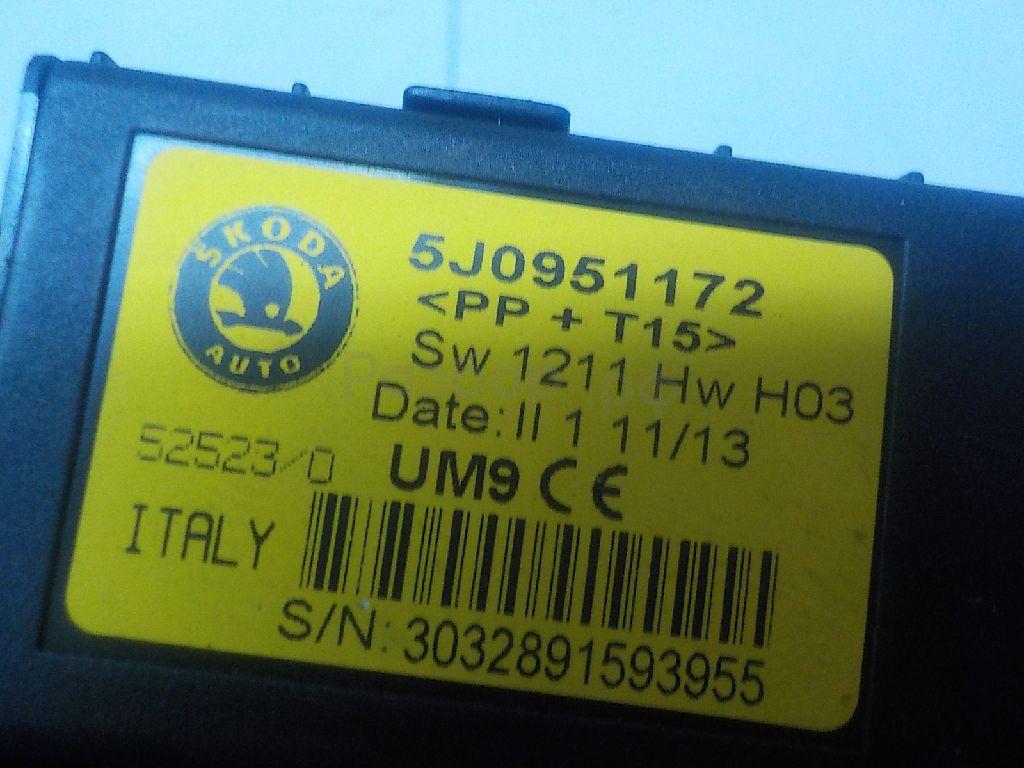 ŠKODA
AUTO
5J0951172
<PP + T15>
Sw 1211 Hw H03
Date: II 1 11/13
52523/0
UM9 CE
ITALY
S/N: 3032891593955